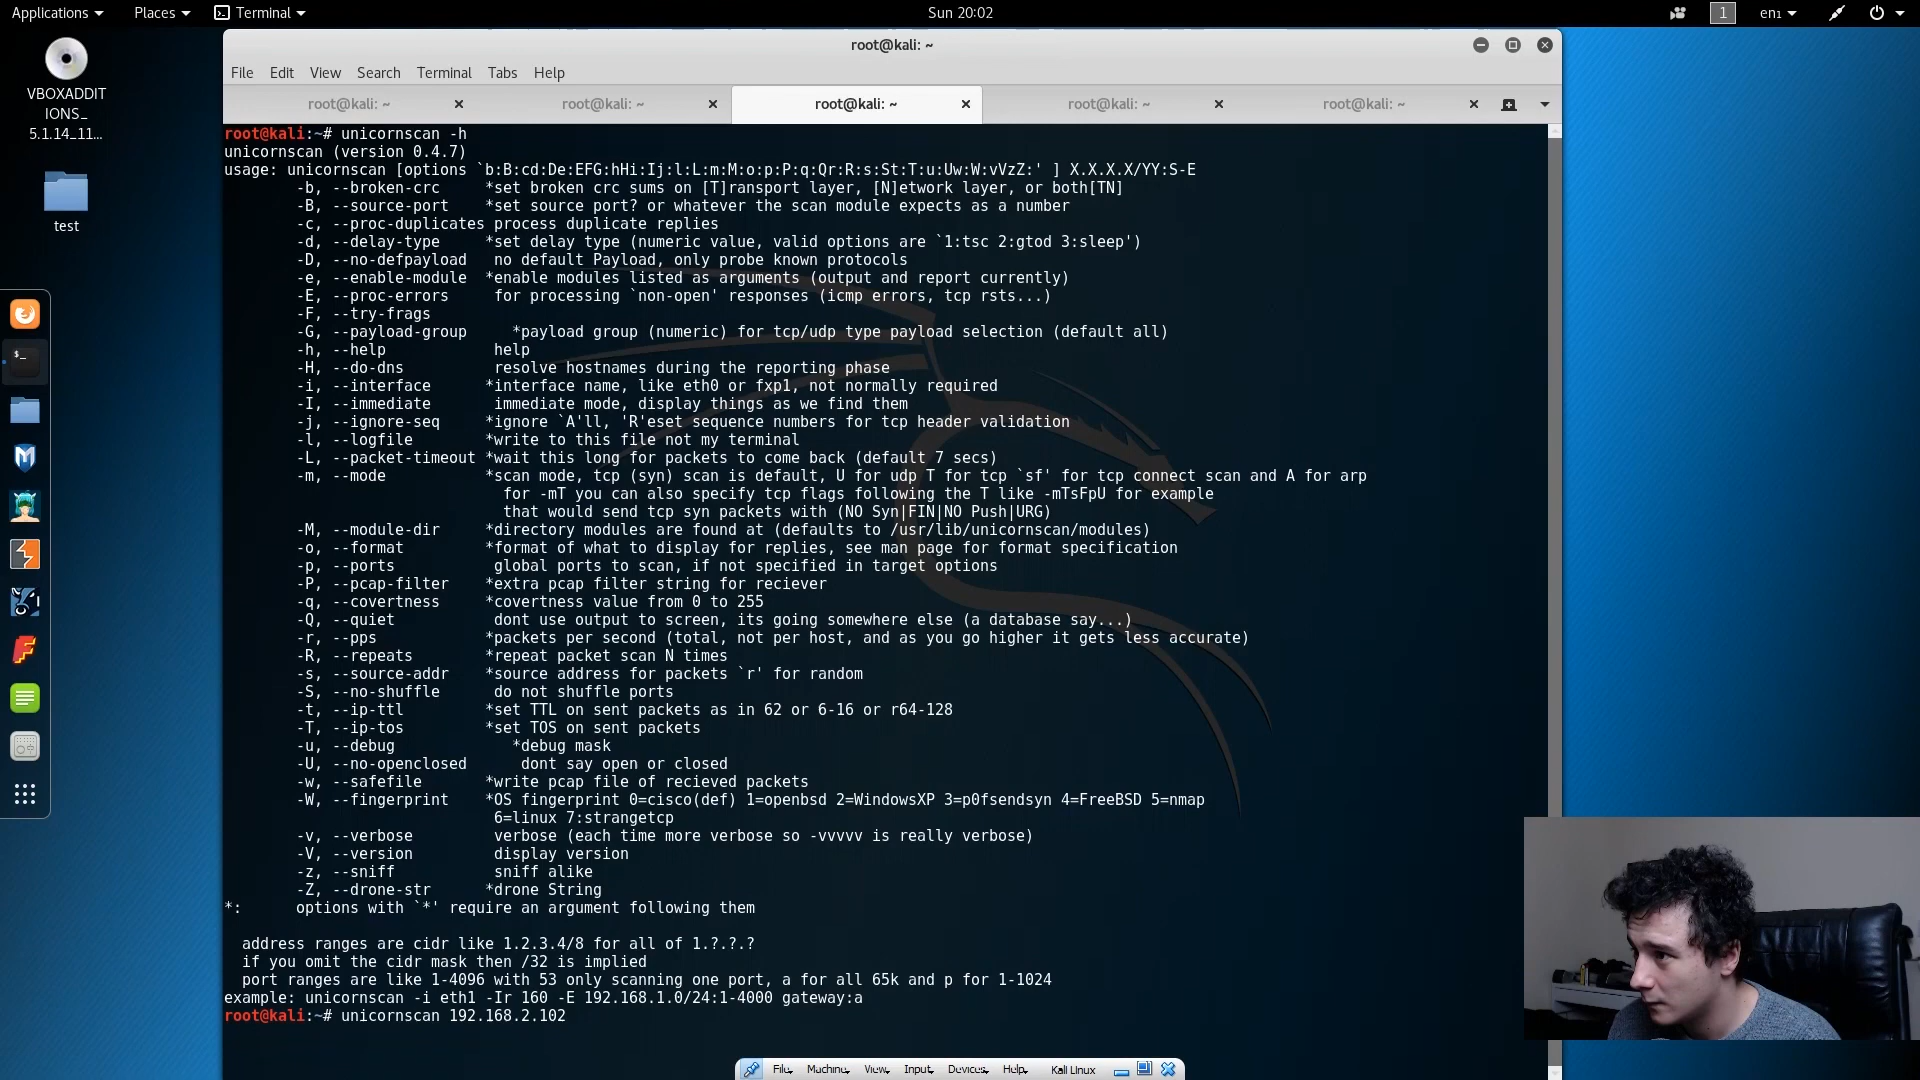 Applications Places Terminal Sun 20:02 1 en1
VBOXADDIT
IONS_
5.1.14_11...
test
root@kali: ~
File Edit View Search Terminal Tabs Help
root@kali: ~ root@kali: ~ root@kali: ~ root@kali: ~ root@kali: ~
root@kali:~# unicornscan -h
unicornscan (version 0.4.7)
usage: unicornscan [options `b:B:cd:De:EFG:hHi:Ij:l:L:m:M:o:p:P:q:Qr:R:s:St:T:u:Uw:W:vVzZ:' ] X.X.X.X/YY:S-E
-b, --broken-crc *set broken crc sums on [T]ransport layer, [N]etwork layer, or both[TN]
-B, --source-port *set source port? or whatever the scan module expects as a number
-c, --proc-duplicates process duplicate replies
-d, --delay-type *set delay type (numeric value, valid options are `1:tsc 2:gtod 3:sleep')
-D, --no-defpayload no default Payload, only probe known protocols
-e, --enable-module *enable modules listed as arguments (output and report currently)
-E, --proc-errors for processing `non-open' responses (icmp errors, tcp rsts...)
-F, --try-frags
-G, --payload-group *payload group (numeric) for tcp/udp type payload selection (default all)
-h, --help help
-H, --do-dns resolve hostnames during the reporting phase
-i, --interface *interface name, like eth0 or fxp1, not normally required
-I, --immediate immediate mode, display things as we find them
-j, --ignore-seq *ignore `A'll, 'R'eset sequence numbers for tcp header validation
-l, --logfile *write to this file not my terminal
-L, --packet-timeout *wait this long for packets to come back (default 7 secs)
-m, --mode *scan mode, tcp (syn) scan is default, U for udp T for tcp `sf' for tcp connect scan and A for arp
for -mT you can also specify tcp flags following the T like -mTsFpU for example
that would send tcp syn packets with (NO Syn|FIN|NO Push|URG)
-M, --module-dir *directory modules are found at (defaults to /usr/lib/unicornscan/modules)
-o, --format *format of what to display for replies, see man page for format specification
-p, --ports global ports to scan, if not specified in target options
-P, --pcap-filter *extra pcap filter string for reciever
-q, --covertness *covertness value from 0 to 255
-Q, --quiet dont use output to screen, its going somewhere else (a database say...)
-r, --pps *packets per second (total, not per host, and as you go higher it gets less accurate)
-R, --repeats *repeat packet scan N times
-s, --source-addr *source address for packets `r' for random
-S, --no-shuffle do not shuffle ports
-t, --ip-ttl *set TTL on sent packets as in 62 or 6-16 or r64-128
-T, --ip-tos *set TOS on sent packets
-u, --debug *debug mask
-U, --no-openclosed dont say open or closed
-w, --safefile *write pcap file of recieved packets
-W, --fingerprint *OS fingerprint 0=cisco(def) 1=openbsd 2=WindowsXP 3=p0fsendsyn 4=FreeBSD 5=nmap
6=linux 7:strangetcp
-v, --verbose verbose (each time more verbose so -vvvvv is really verbose)
-V, --version display version
-z, --sniff sniff alike
-Z, --drone-str *drone String
*: options with `*' require an argument following them
address ranges are cidr like 1.2.3.4/8 for all of 1.?.?.?
if you omit the cidr mask then /32 is implied
port ranges are like 1-4096 with 53 only scanning one port, a for all 65k and p for 1-1024
example: unicornscan -i eth1 -Ir 160 -E 192.168.1.0/24:1-4000 gateway:a
root@kali:~# unicornscan 192.168.2.102
File Machine View Input Devices Help Kali Linux